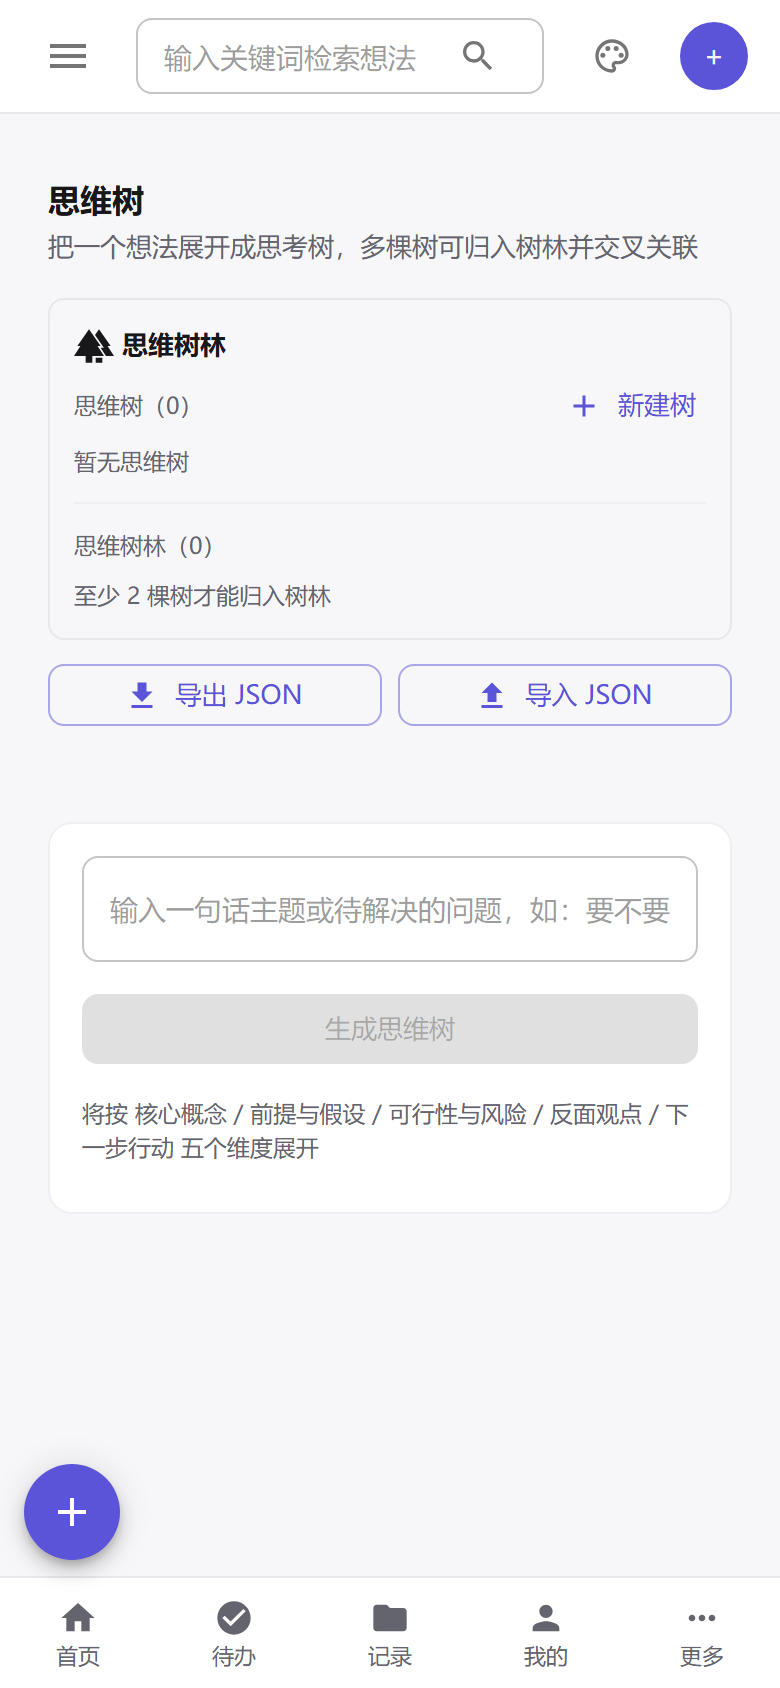 输入关键词检索想法
+
思维树
把一个想法展开成思考树，多棵树可归入树林并交叉关联
思维树林
思维树（0）
+ 新建树
暂无思维树
思维树林（0）
至少 2 棵树才能归入树林
导出 JSON
导入 JSON
输入一句话主题或待解决的问题，如：要不要
生成思维树
将按 核心概念 / 前提与假设 / 可行性与风险 / 反面观点 / 下
一步行动 五个维度展开
首页
待办
记录
我的
更多